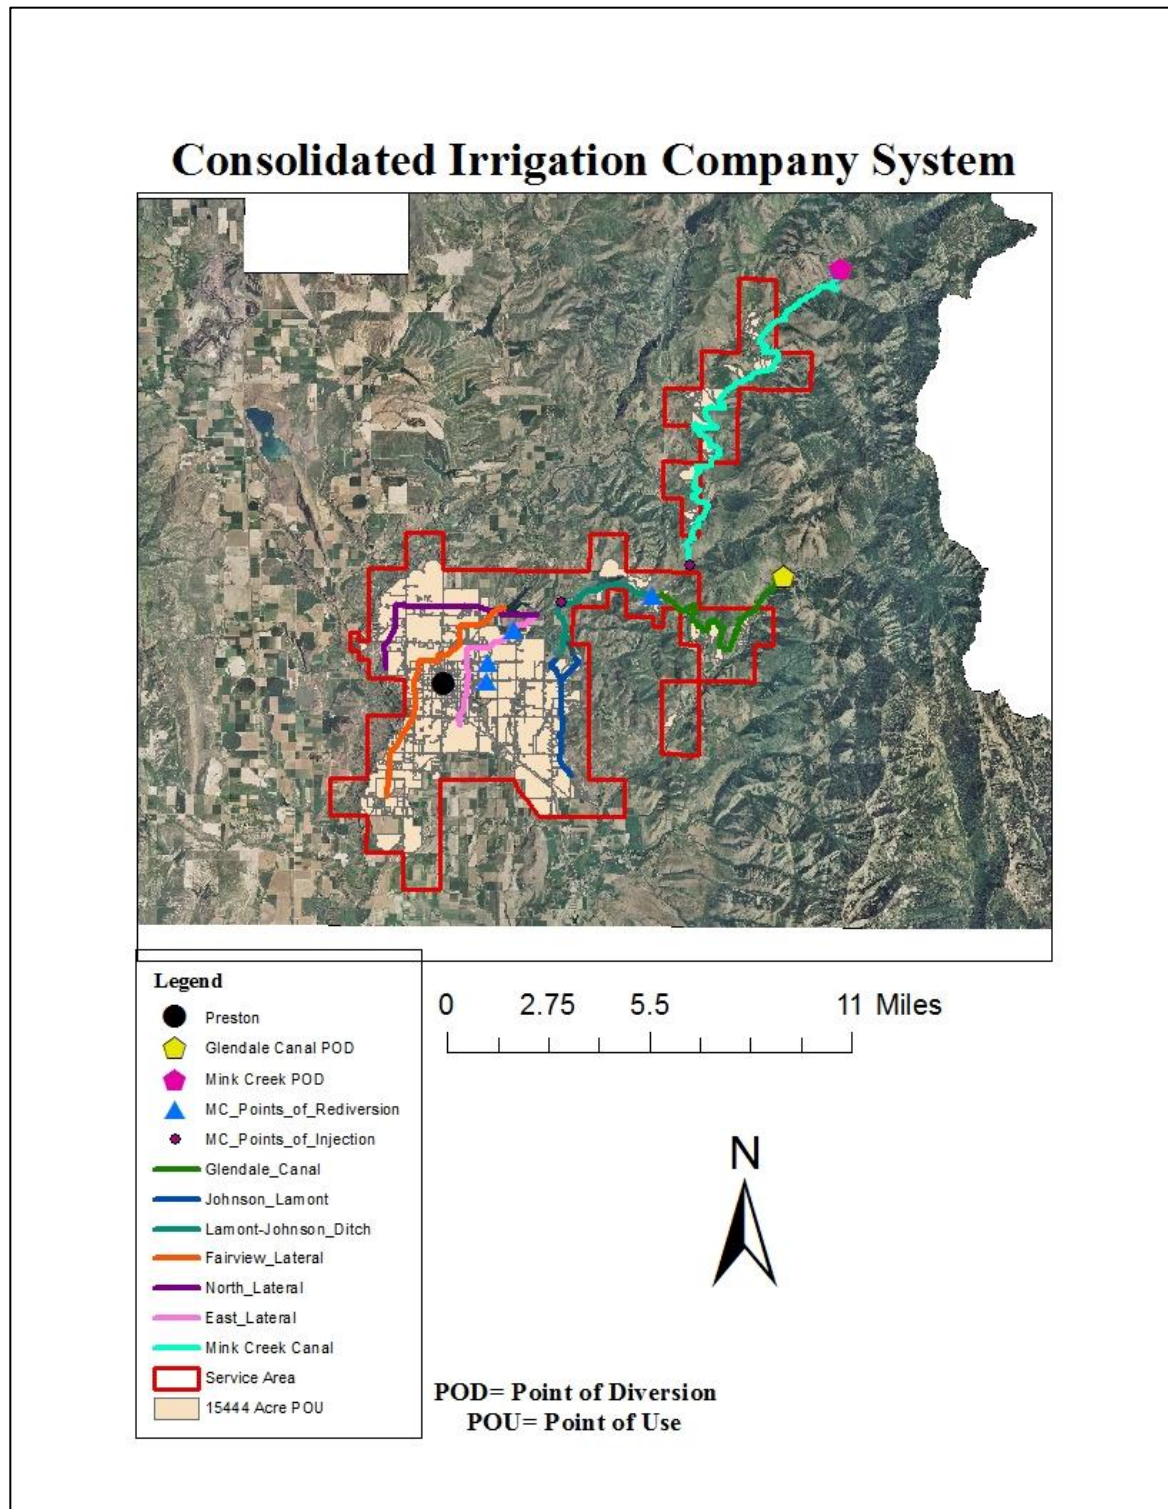 Consolidated Irrigation Company System
Legend
Preston
Glendale Canal POD
Mink Creek POD
MC_Points_of_Rediversion
MC_Points_of_Injection
Glendale_Canal
Johnson_Lamont
Lamont-Johnson_Ditch
Fairview_Lateral
North_Lateral
East_Lateral
Mink Creek Canal
Service Area
15444 Acre POU
0 2.75 5.5 11 Miles
N
POD= Point of Diversion
POU= Point of Use